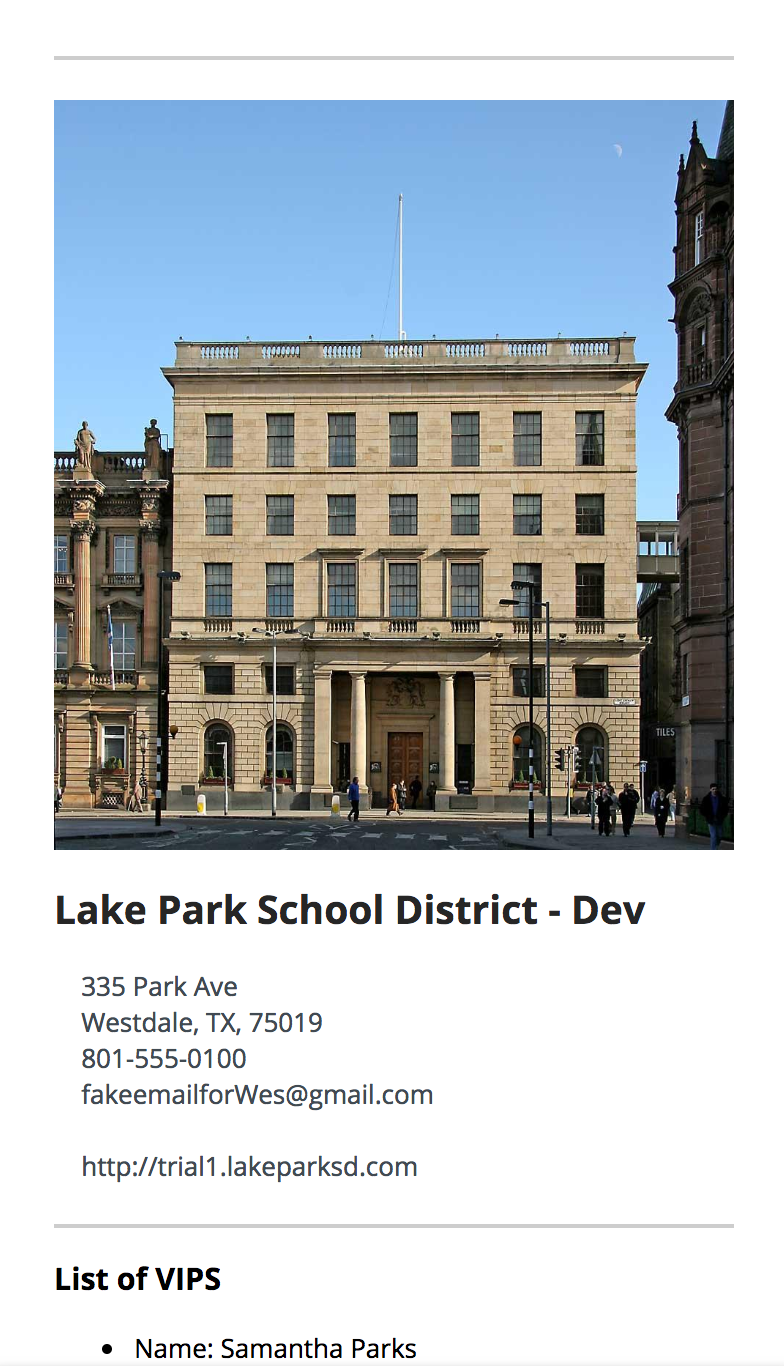 TILES
Lake Park School District - Dev
335 Park Ave
Westdale, TX, 75019
801-555-0100
fakeemailforWes@gmail.com
http://trial1.lakeparksd.com
List of VIPS
• Name: Samantha Parks